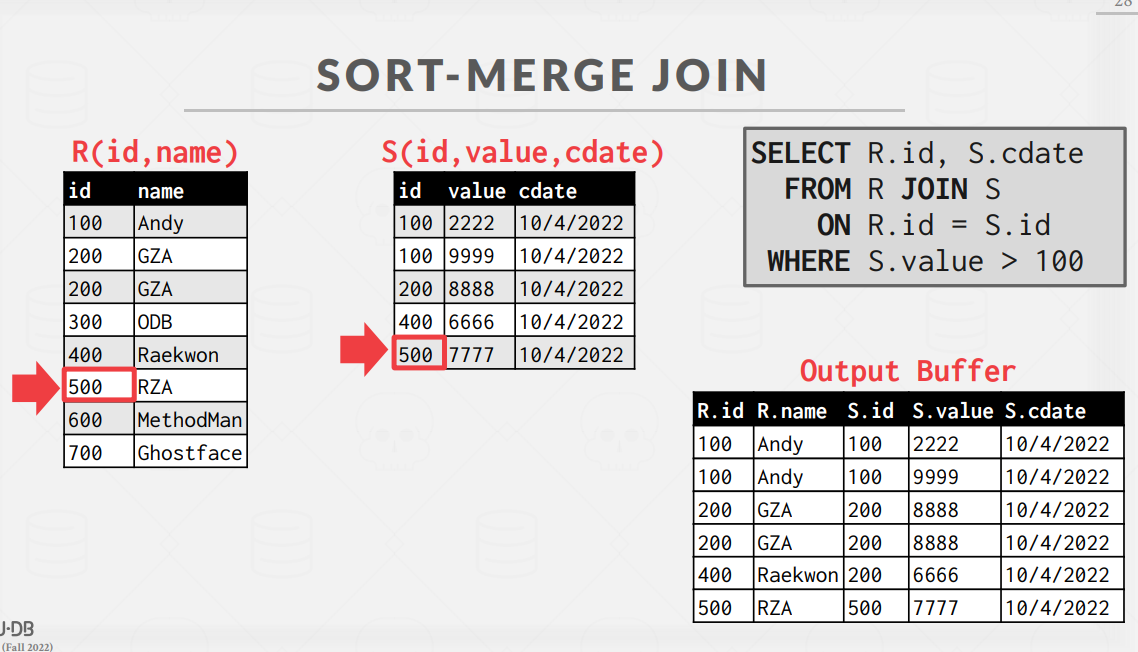 28
SORT-MERGE JOIN
R(id,name)
id name
100 Andy
200 GZA
200 GZA
300 ODB
400 Raekwon
500 RZA
600 MethodMan
700 Ghostface
S(id,value,cdate)
id value cdate
100 2222 10/4/2022
100 9999 10/4/2022
200 8888 10/4/2022
400 6666 10/4/2022
500 7777 10/4/2022
SELECT R.id, S.cdate
FROM R JOIN S
ON R.id = S.id
WHERE S.value > 100
Output Buffer
R.id R.name S.id S.value S.cdate
100 Andy 100 2222 10/4/2022
100 Andy 100 9999 10/4/2022
200 GZA 200 8888 10/4/2022
200 GZA 200 8888 10/4/2022
400 Raekwon 200 6666 10/4/2022
500 RZA 500 7777 10/4/2022
·DB
(Fall 2022)